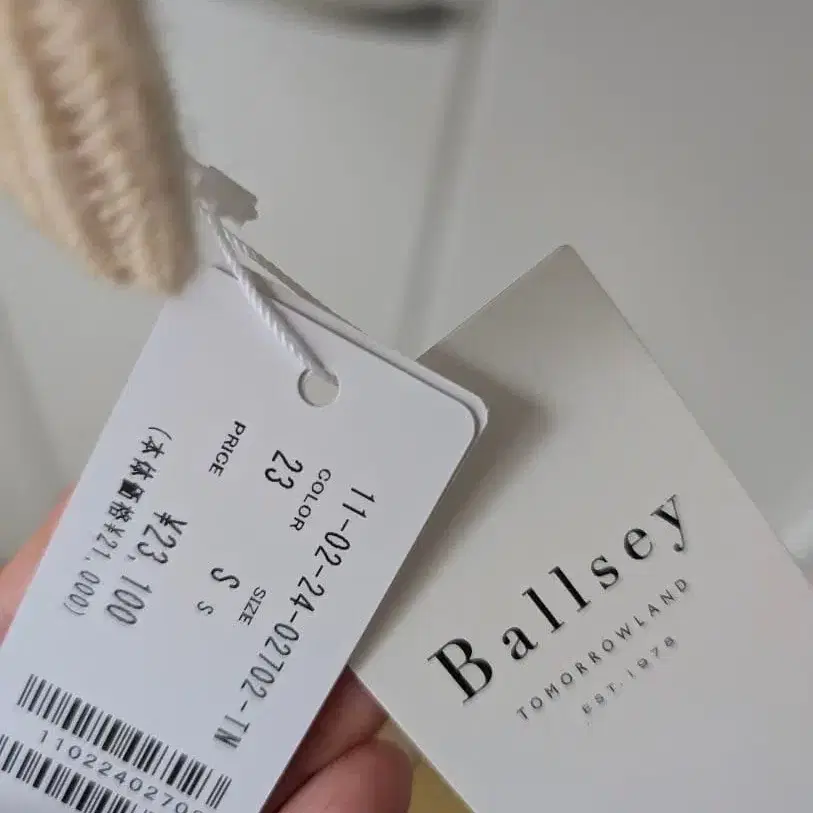 11-02-24-02702-TN
COLOR
23
SIZE
S
S
PRICE
¥23,100
(本体価格¥21,000)
Ballsey
TOMORROWLAND
EST. 1978